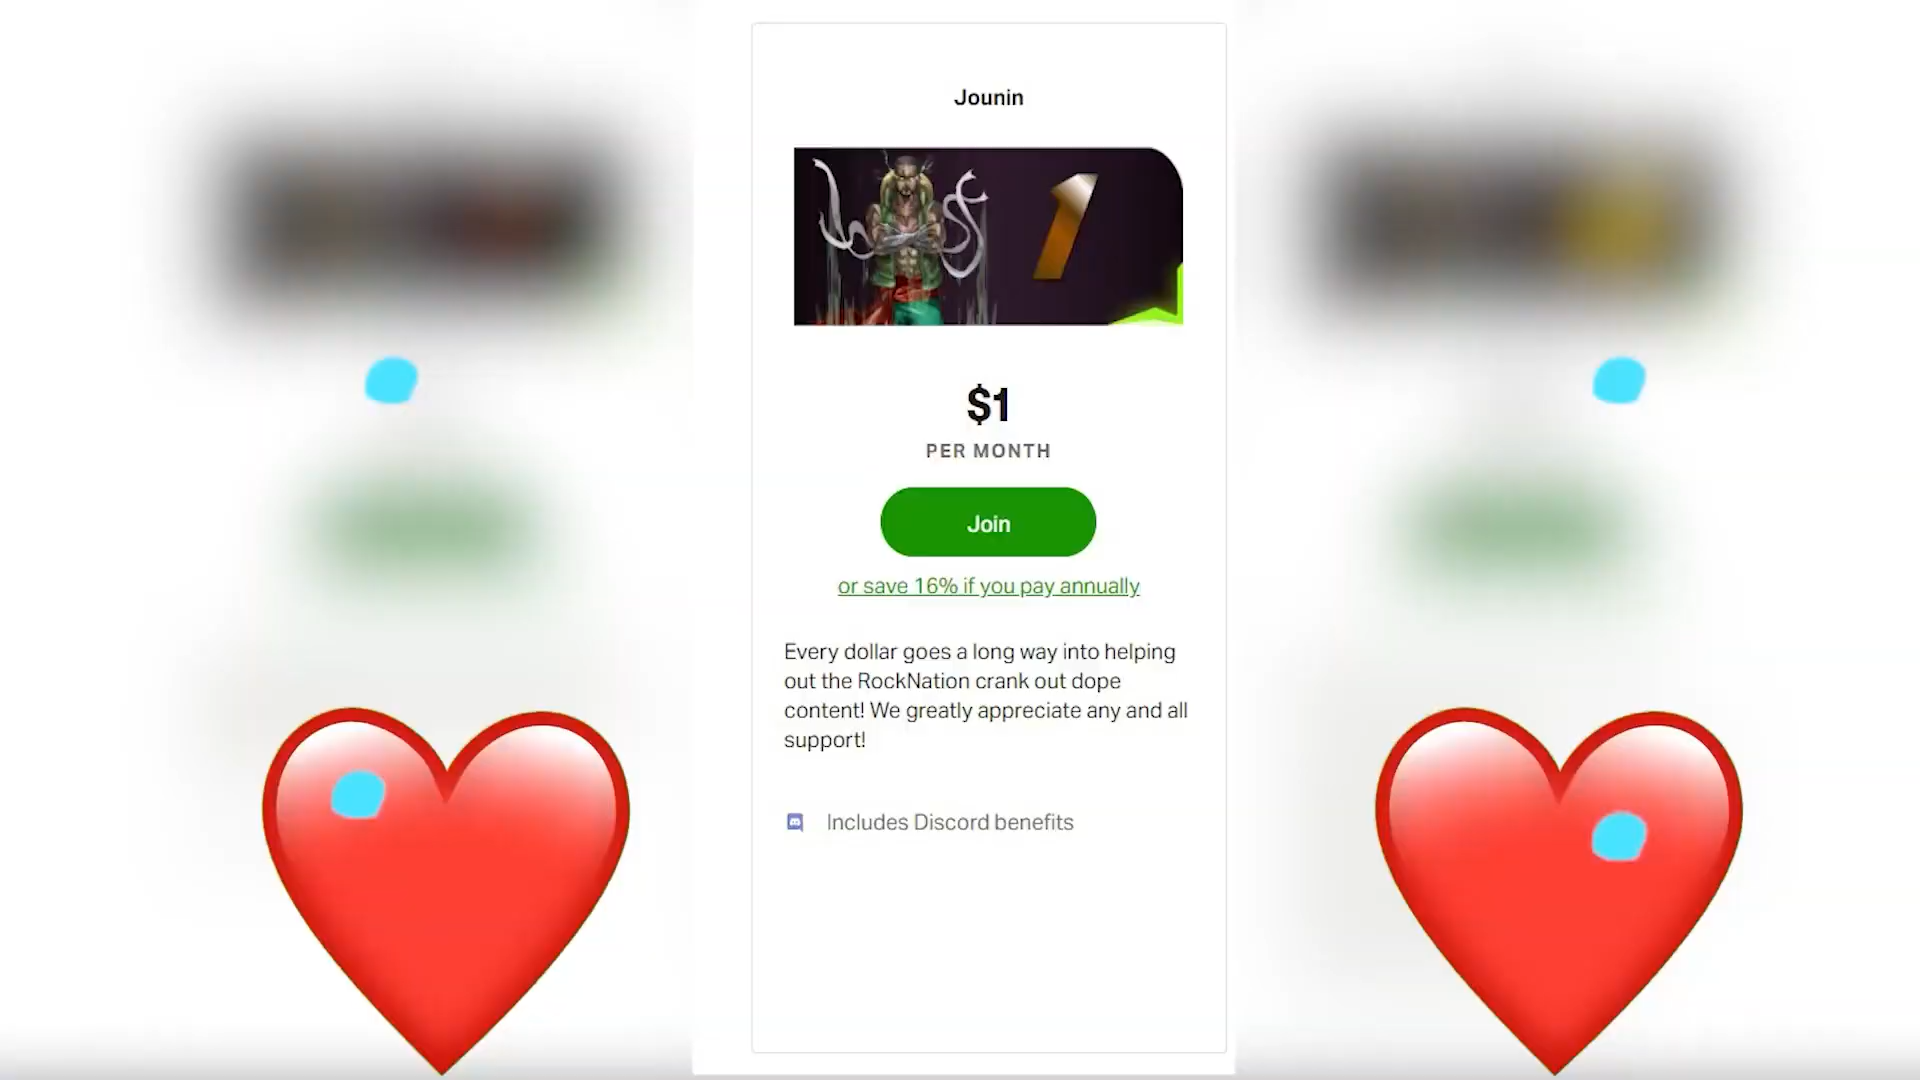 Jounin
1
$1
PER MONTH
Join
or save 16% if you pay annually
Every dollar goes a long way into helping
out the RockNation crank out dope
content! We greatly appreciate any and all
support!
Includes Discord benefits